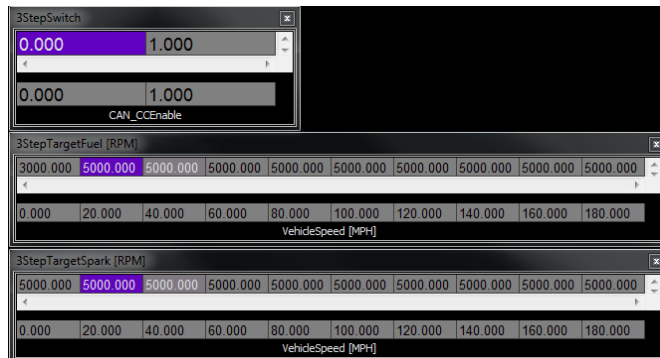 3StepSwitch
0.000 1.000
0.000 1.000
CAN_CCEnable
3StepTargetFuel [RPM]
3000.000 5000.000 5000.000 5000.000 5000.000 5000.000 5000.000 5000.000 5000.000 5000.000
0.000 20.000 40.000 60.000 80.000 100.000 120.000 140.000 160.000 180.000
VehicleSpeed [MPH]
3StepTargetSpark [RPM]
5000.000 5000.000 5000.000 5000.000 5000.000 5000.000 5000.000 5000.000 5000.000 5000.000
0.000 20.000 40.000 60.000 80.000 100.000 120.000 140.000 160.000 180.000
VehicleSpeed [MPH]